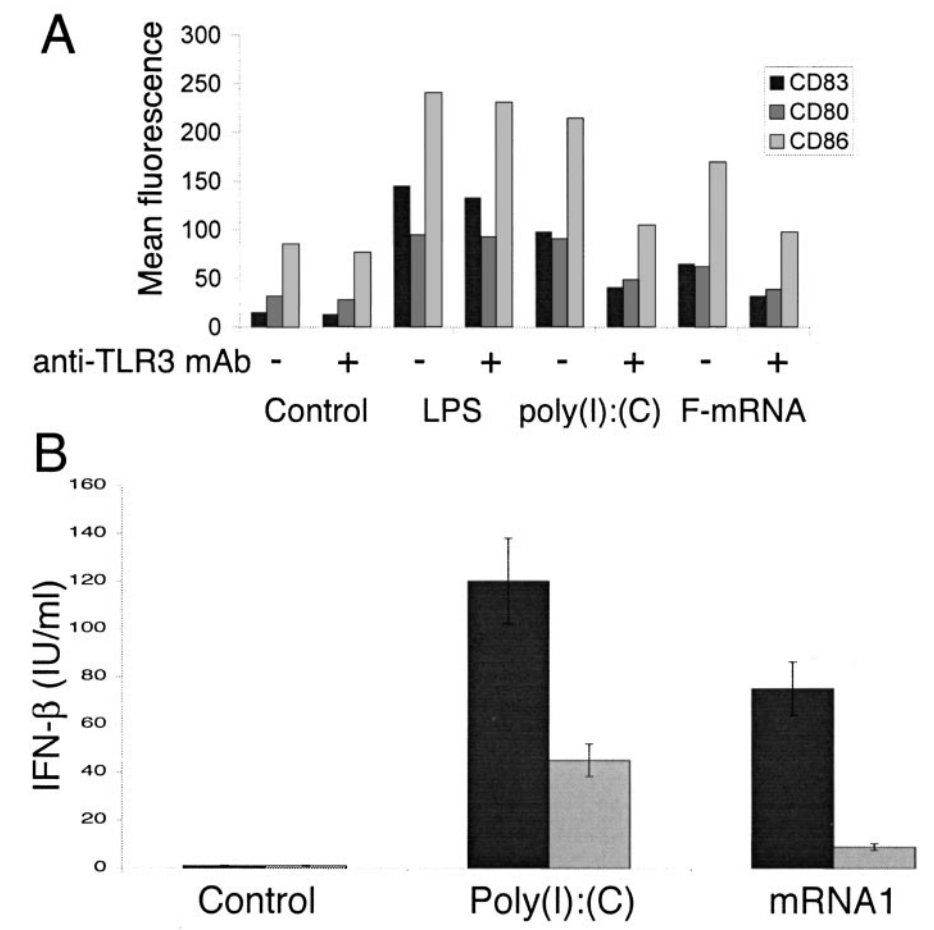 A
Mean fluorescence
300
250
200
150
100
50
0
CD83
CD80
CD86
anti-TLR3 mAb - + - + - + - +
Control LPS poly(I):(C) F-mRNA
B
IFN-β (IU/ml)
160
140
120
100
80
60
40
20
0
Control Poly(I):(C) mRNA1